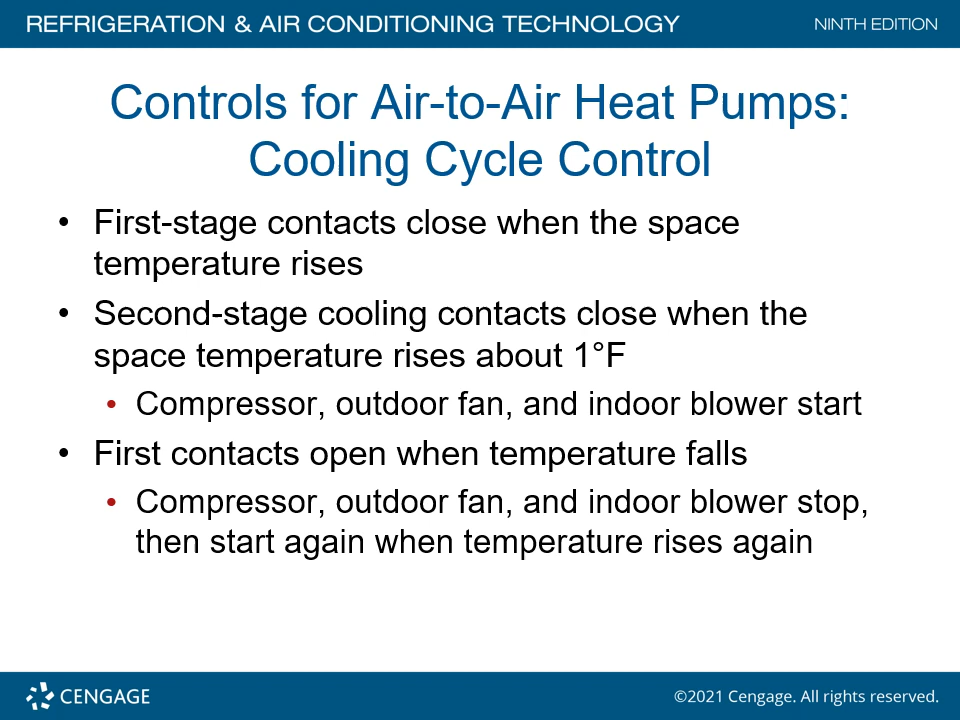 REFRIGERATION & AIR CONDITIONING TECHNOLOGY NINTH EDITION
Controls for Air-to-Air Heat Pumps:
Cooling Cycle Control
• First-stage contacts close when the space
temperature rises
• Second-stage cooling contacts close when the
space temperature rises about 1°F
• Compressor, outdoor fan, and indoor blower start
• First contacts open when temperature falls
• Compressor, outdoor fan, and indoor blower stop,
then start again when temperature rises again
CENGAGE ©2021 Cengage. All rights reserved.